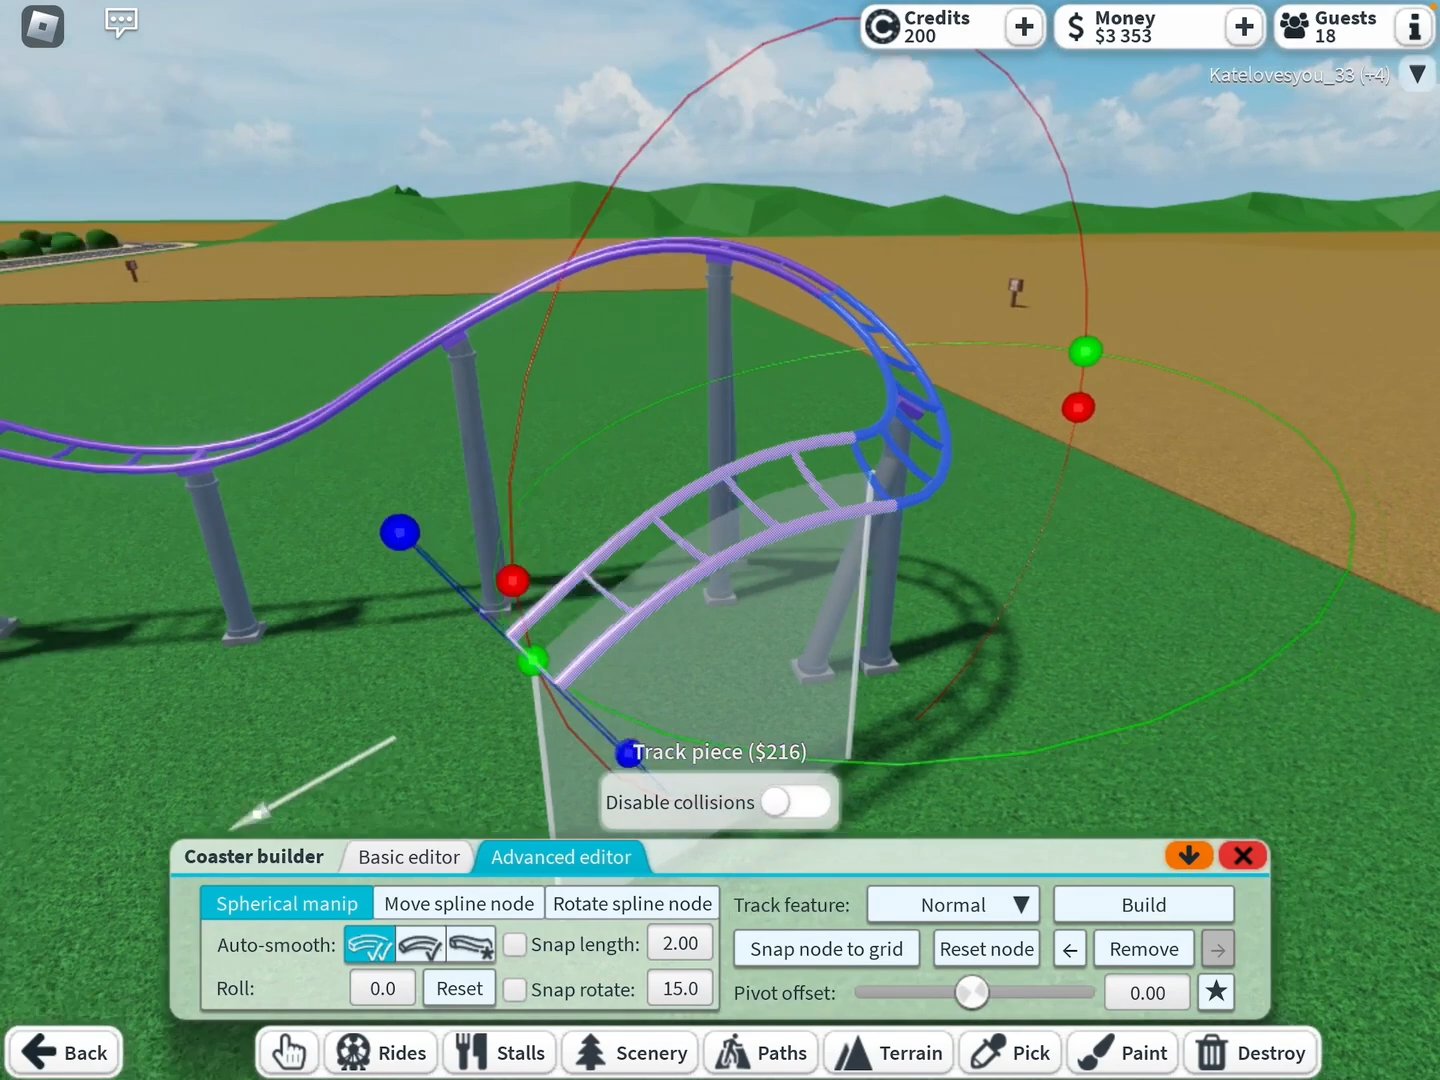 Credits
200
Money
$3 353
Guests
18
Katelovesyou_33 (+4)
Track piece ($216)
Disable collisions
Coaster builder
Basic editor
Advanced editor
Spherical manip
Move spline node
Rotate spline node
Track feature:
Normal
Build
Auto-smooth:
Snap length:
2.00
Snap node to grid
Reset node
Remove
Roll:
0.0
Reset
Snap rotate:
15.0
Pivot offset:
0.00
Back
Rides
Stalls
Scenery
Paths
Terrain
Pick
Paint
Destroy